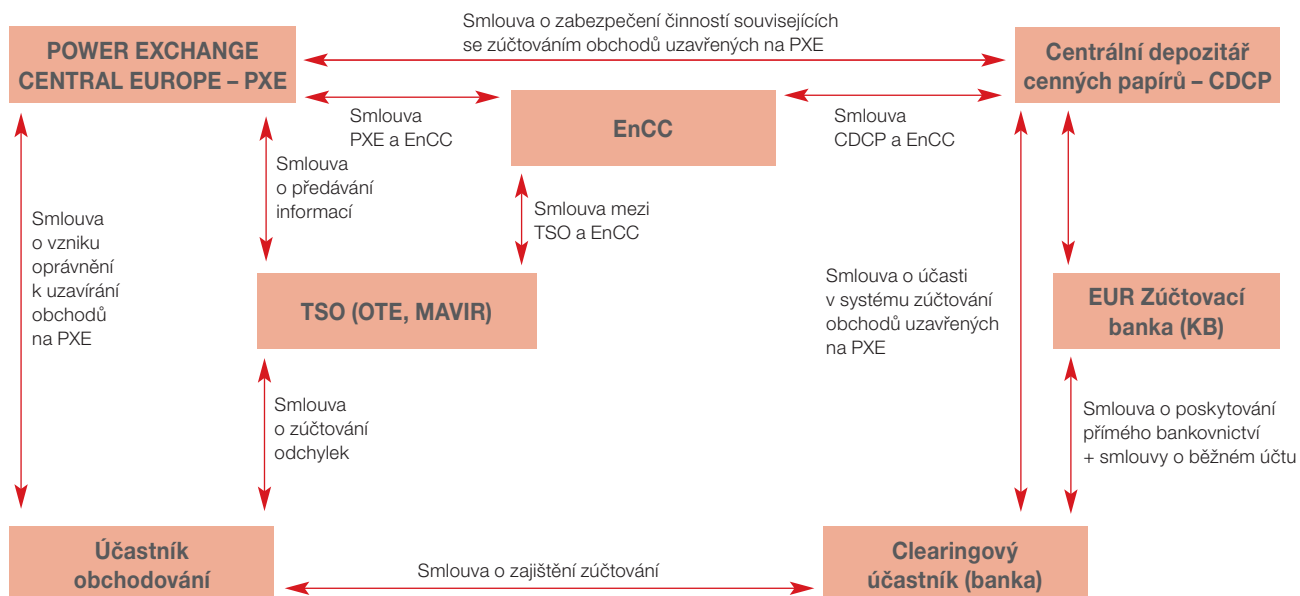 Smlouva o zabezpečení činností souvisejících
se zúčtováním obchodů uzavřených na PXE
POWER EXCHANGE
CENTRAL EUROPE – PXE
Centrální depozitář
cenných papírů – CDCP
Smlouva
PXE a EnCC
EnCC
Smlouva
CDCP a EnCC
Smlouva
o předávání
informací
Smlouva mezi
TSO a EnCC
Smlouva
o vzniku
oprávnění
k uzavírání
obchodů
na PXE
TSO (OTE, MAVIR)
Smlouva o účasti
v systému zúčtování
obchodů uzavřených
na PXE
EUR Zúčtovací
banka (KB)
Smlouva
o zúčtování
odchylek
Smlouva o poskytování
přímého bankovnictví
+ smlouvy o běžném účtu
Účastník
obchodování
Smlouva o zajištění zúčtování
Clearingový
účastník (banka)